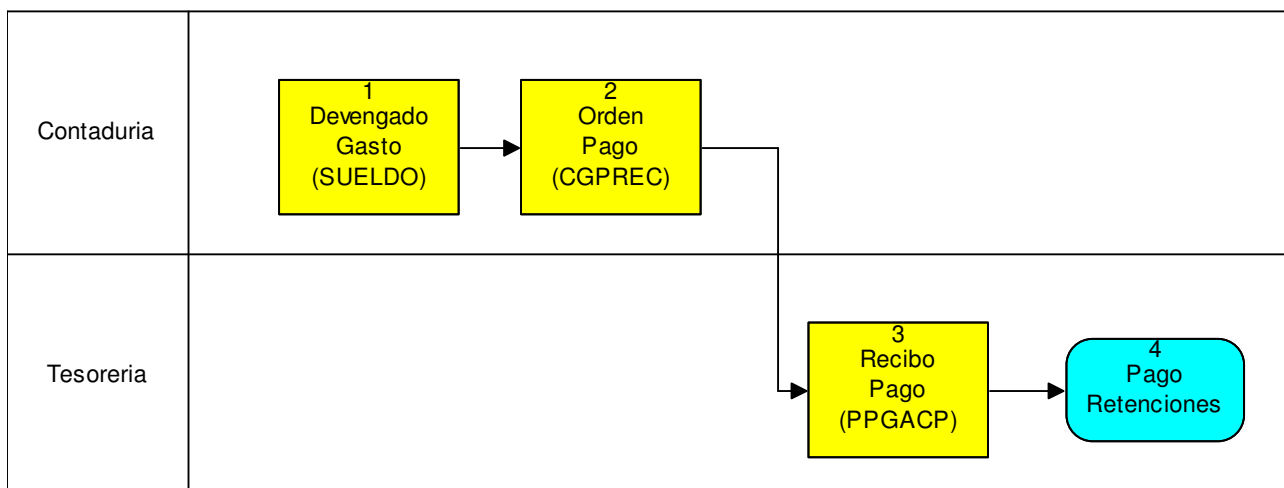 Contaduria
1
Devengado
Gasto
(SUELDO)
2
Orden
Pago
(CGPREC)
Tesoreria
3
Recibo
Pago
(PPGACP)
4
Pago
Retenciones